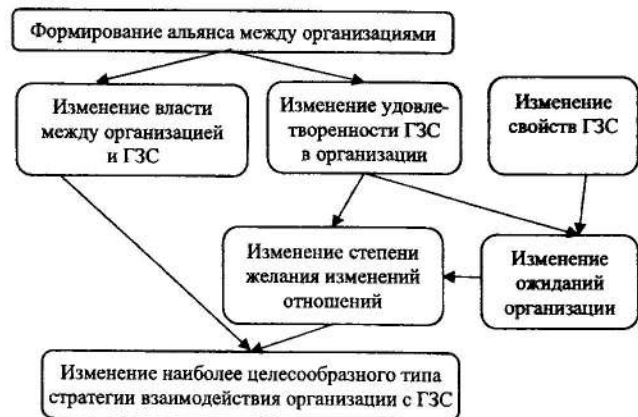 Формирование альянса между организациями
Изменение власти
между организацией
и ГЗС
Изменение удовле-
творенности ГЗС
в организации
Изменение
свойств ГЗС
Изменение степени
желания изменений
отношений
Изменение
ожиданий
организации
Изменение наиболее целесообразного типа
стратегии взаимодействия организации с ГЗС